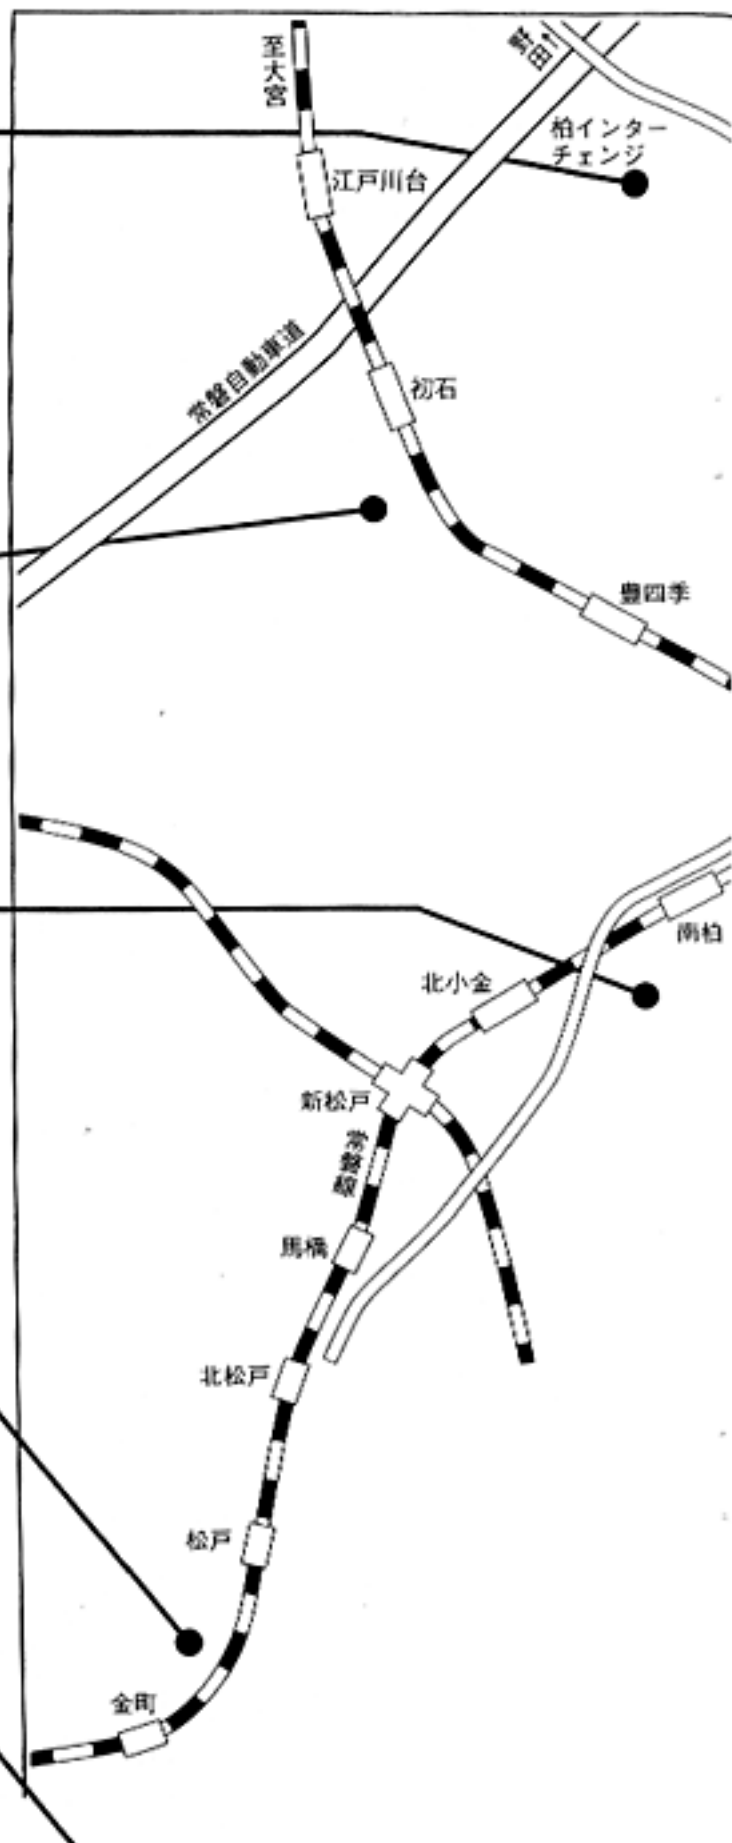 至大宮
野田へ
柏インター
チェンジ
江戸川台
常磐自動車道
初石
豊四季
南柏
北小金
新松戸
常磐線
馬橋
北松戸
松戸
金町